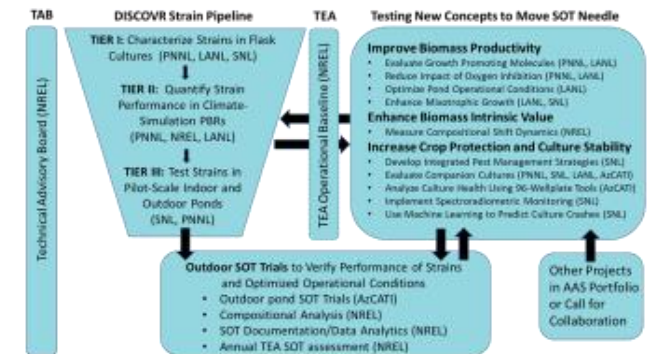 TAB
DISCOVR Strain Pipeline
TEA
Testing New Concepts to Move SOT Needle
Technical Advisory Board (NREL)
TIER I: Characterize Strains in Flask
Cultures (PNNL, LANL, SNL)
TIER II: Quantify Strain
Performance in Climate-
Simulation PBRs
(PNNL, NREL, LANL)
TIER III: Test Strains in
Pilot-Scale Indoor and
Outdoor Ponds
(SNL, PNNL)
TEA Operational Baseline (NREL)
Improve Biomass Productivity
• Evaluate Growth Promoting Molecules (PNNL, LANL)
• Reduce Impact of Oxygen Inhibition (PNNL, LANL)
• Optimize Pond Operational Conditions (LANL)
• Enhance Mixotrophic Growth (LANL, SNL)
Enhance Biomass Intrinsic Value
• Measure Compositional Shift Dynamics (NREL)
Increase Crop Protection and Culture Stability
• Develop Integrated Pest Management Strategies (SNL)
• Evaluate Companion Cultures (PNNL, SNL, LANL, AzCATI)
• Analyze Culture Health Using 96-Wellplate Tools (AzCATI)
• Implement Spectroradiometric Monitoring (SNL)
• Use Machine Learning to Predict Culture Crashes (SNL)
Outdoor SOT Trials to Verify Performance of Strains
and Optimized Operational Conditions
• Outdoor pond SOT Trials (AzCATI)
• Compositional Analysis (NREL)
• SOT Documentation/Data Analytics (NREL)
• Annual TEA SOT assessment (NREL)
Other Projects
in AAS Portfolio
or Call for
Collaboration